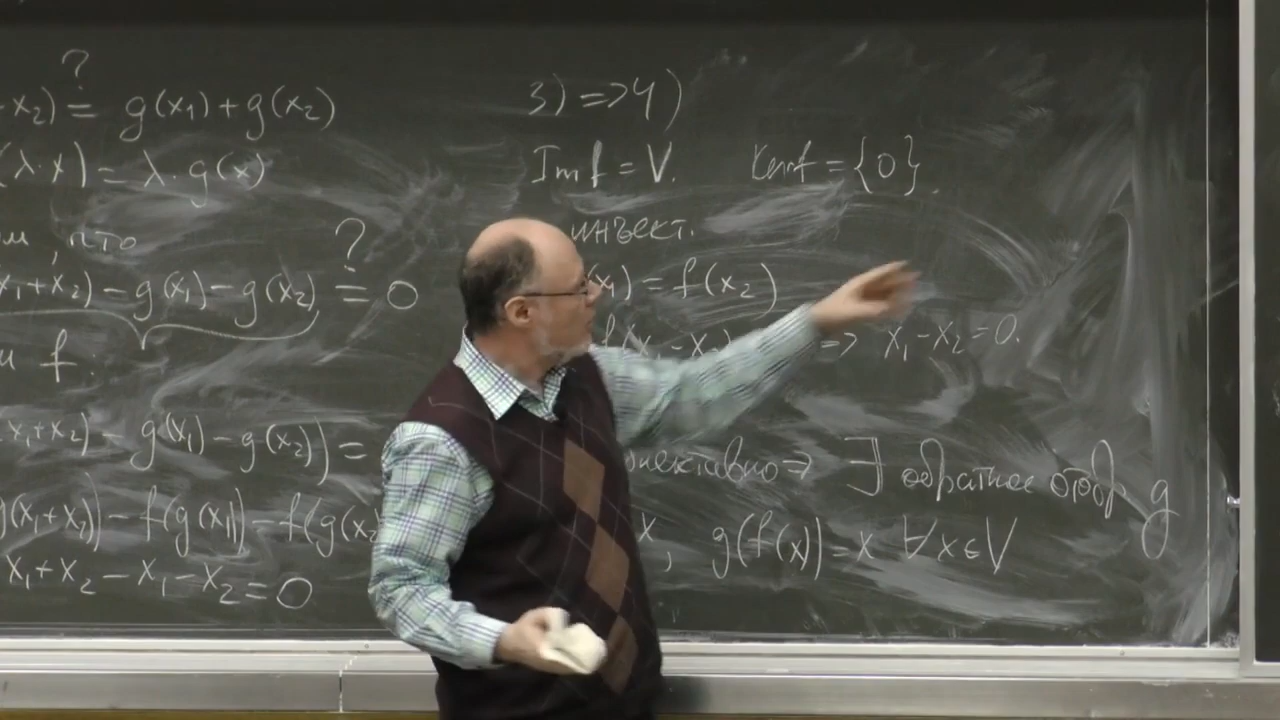 ?
x₂) = g(x₁) + g(x₂)
(λ·x) = λ·g(x)
что
?
x₁+x₂) - g(x₁) - g(x₂) = 0
f.
x₁+x₂) - g(x₁) - g(x₂)) =
g(x₁+x₂)) - f(g(x₁)) - f(g(x₂
x₁ + x₂ - x₁ - x₂ = 0
3) => 4)
Im f = V. Ker f = {0}.
инъект.
(x₁) = f(x₂)
=> x₁ - x₂ = 0.
=> ∃ обратное отобр g
x, g(f(x)) = x ∀ x ∈ V